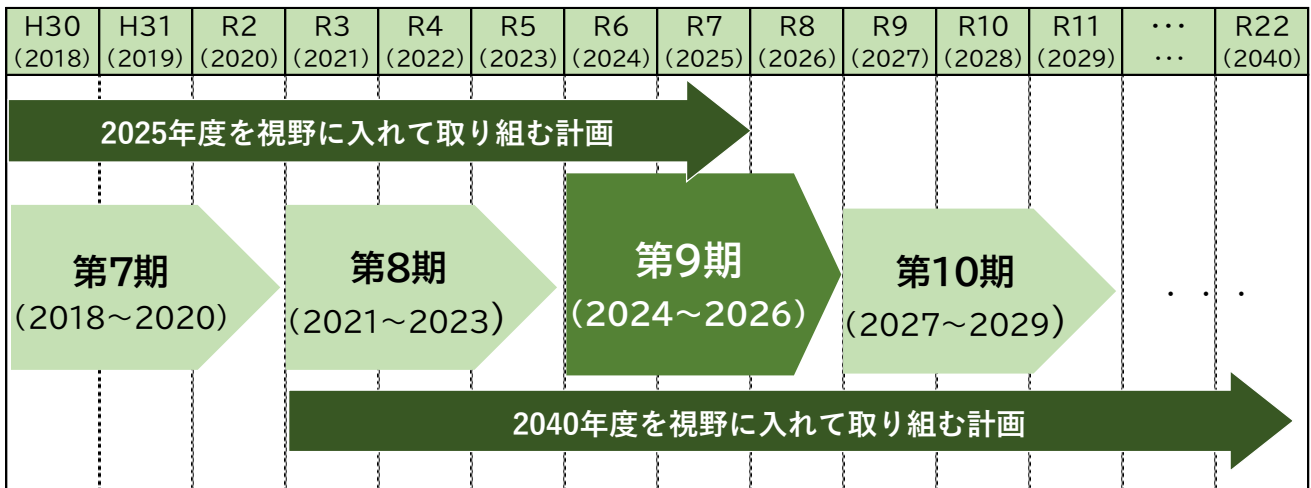 H30 H31 R2 R3 R4 R5 R6 R7 R8 R9 R10 R11 … R22
(2018) (2019) (2020) (2021) (2022) (2023) (2024) (2025) (2026) (2027) (2028) (2029) … (2040)
2025年度を視野に入れて取り組む計画
第7期
(2018～2020)
第8期
(2021～2023)
第9期
(2024～2026)
第10期
(2027～2029)
・・・
2040年度を視野に入れて取り組む計画